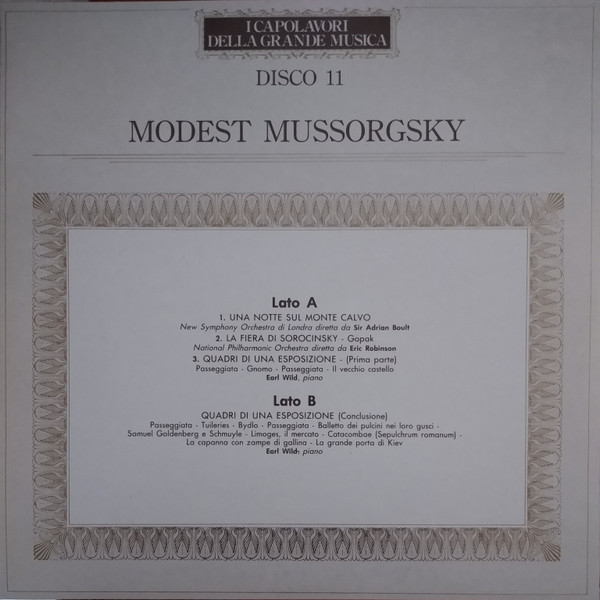 I CAPOLAVORI
DELLA GRANDE MUSICA
DISCO 11
MODEST MUSSORGSKY
Lato A
1. UNA NOTTE SUL MONTE CALVO
New Symphony Orchestra di Londra diretta da Sir Adrian Boult
2. LA FIERA DI SOROCINSKY - Gopak
National Philharmonic Orchestra diretta da Eric Robinson
3. QUADRI DI UNA ESPOSIZIONE - (Prima parte)
Passeggiata - Gnomo - Passeggiata - Il vecchio castello
Earl Wild, piano
Lato B
QUADRI DI UNA ESPOSIZIONE (Conclusione)
Passeggiata - Tuileries - Bydlo - Passeggiata - Balletto dei pulcini nei loro gusci -
Samuel Goldenberg e Schmuyle - Limoges, il mercato - Catacombae (Sepulchrum romanum) -
La capanna con zampe di gallina - La grande porta di Kiev
Earl Wild, piano